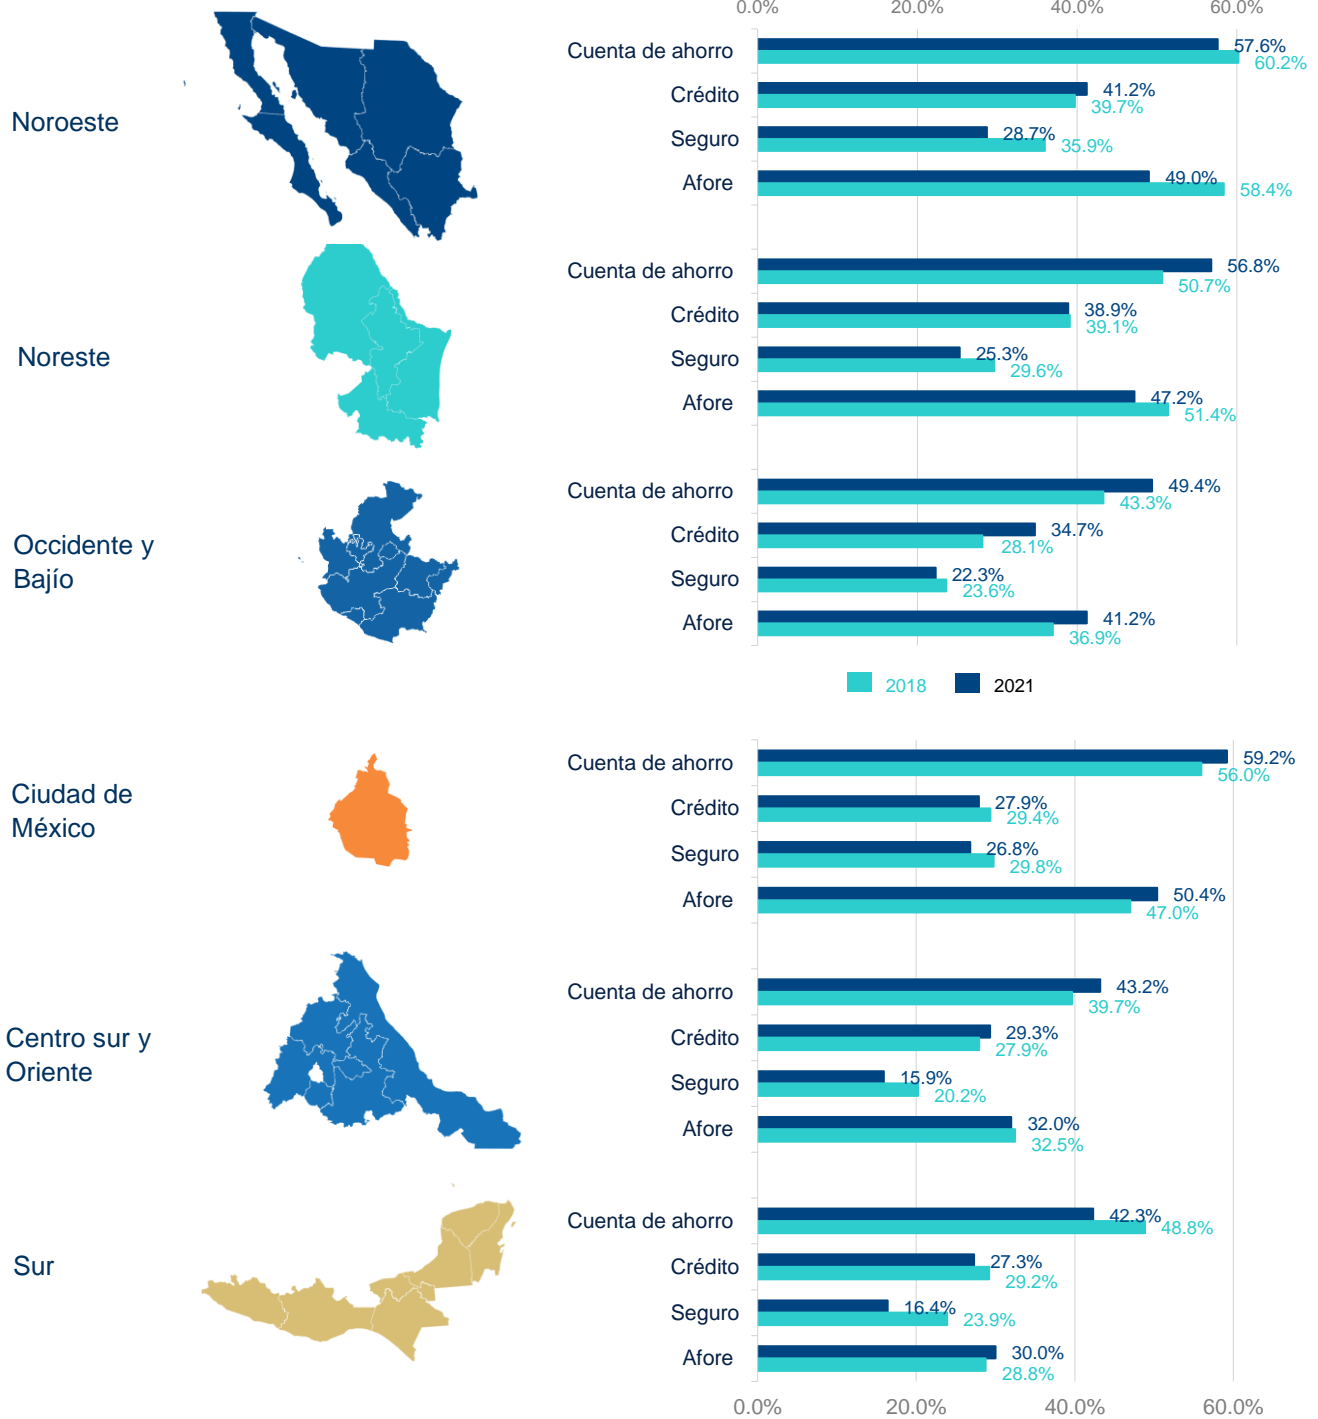 0.0% 20.0% 40.0% 60.0%
Noroeste
Cuenta de ahorro 57.6%
60.2%
Crédito 41.2%
39.7%
Seguro 28.7%
35.9%
Afore 49.0%
58.4%
Noreste
Cuenta de ahorro 56.8%
50.7%
Crédito 38.9%
39.1%
Seguro 25.3%
29.6%
Afore 47.2%
51.4%
Occidente y
Bajío
Cuenta de ahorro 49.4%
43.3%
Crédito 34.7%
28.1%
Seguro 22.3%
23.6%
Afore 41.2%
36.9%
2018 2021
Ciudad de
México
Cuenta de ahorro 59.2%
56.0%
Crédito 27.9%
29.4%
Seguro 26.8%
29.8%
Afore 50.4%
47.0%
Centro sur y
Oriente
Cuenta de ahorro 43.2%
39.7%
Crédito 29.3%
27.9%
Seguro 15.9%
20.2%
Afore 32.0%
32.5%
Sur
Cuenta de ahorro 42.3%
48.8%
Crédito 27.3%
29.2%
Seguro 16.4%
23.9%
Afore 30.0%
28.8%
0.0% 20.0% 40.0% 60.0%